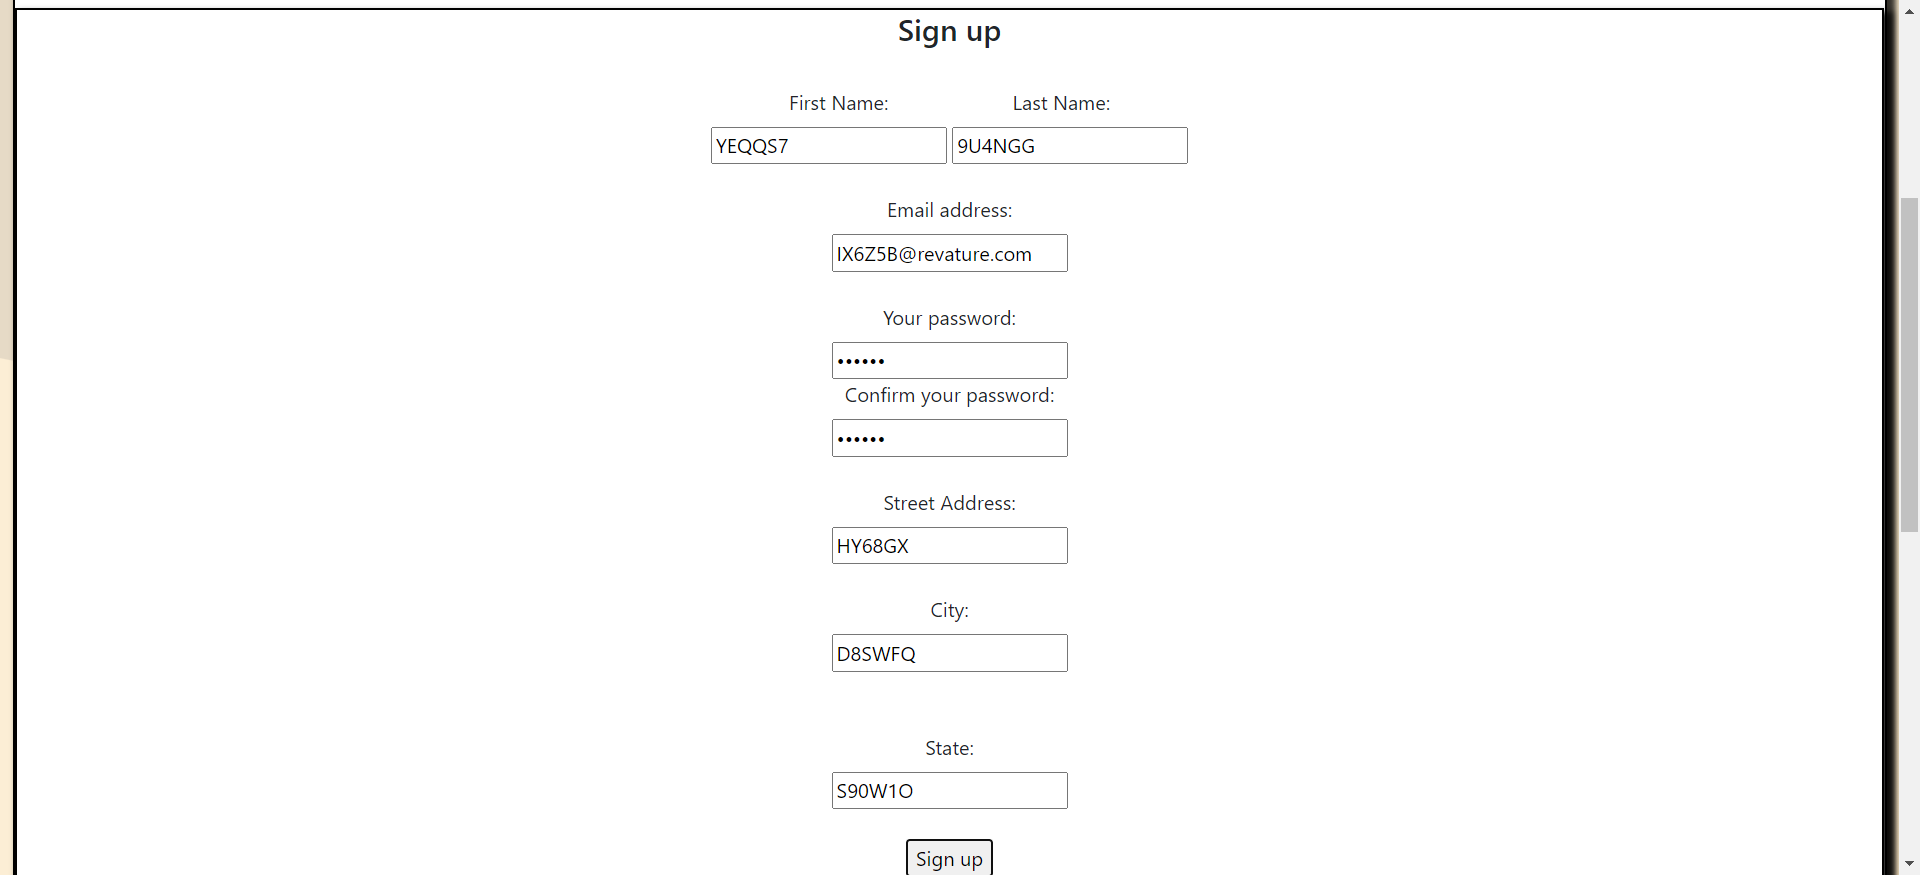 Sign up
First Name: Last Name:
YEQQS7 9U4NGG
Email address:
IX6Z5B@revature.com
Your password:
••••••
Confirm your password:
••••••
Street Address:
HY68GX
City:
D8SWFQ
State:
S90W1O
Sign up